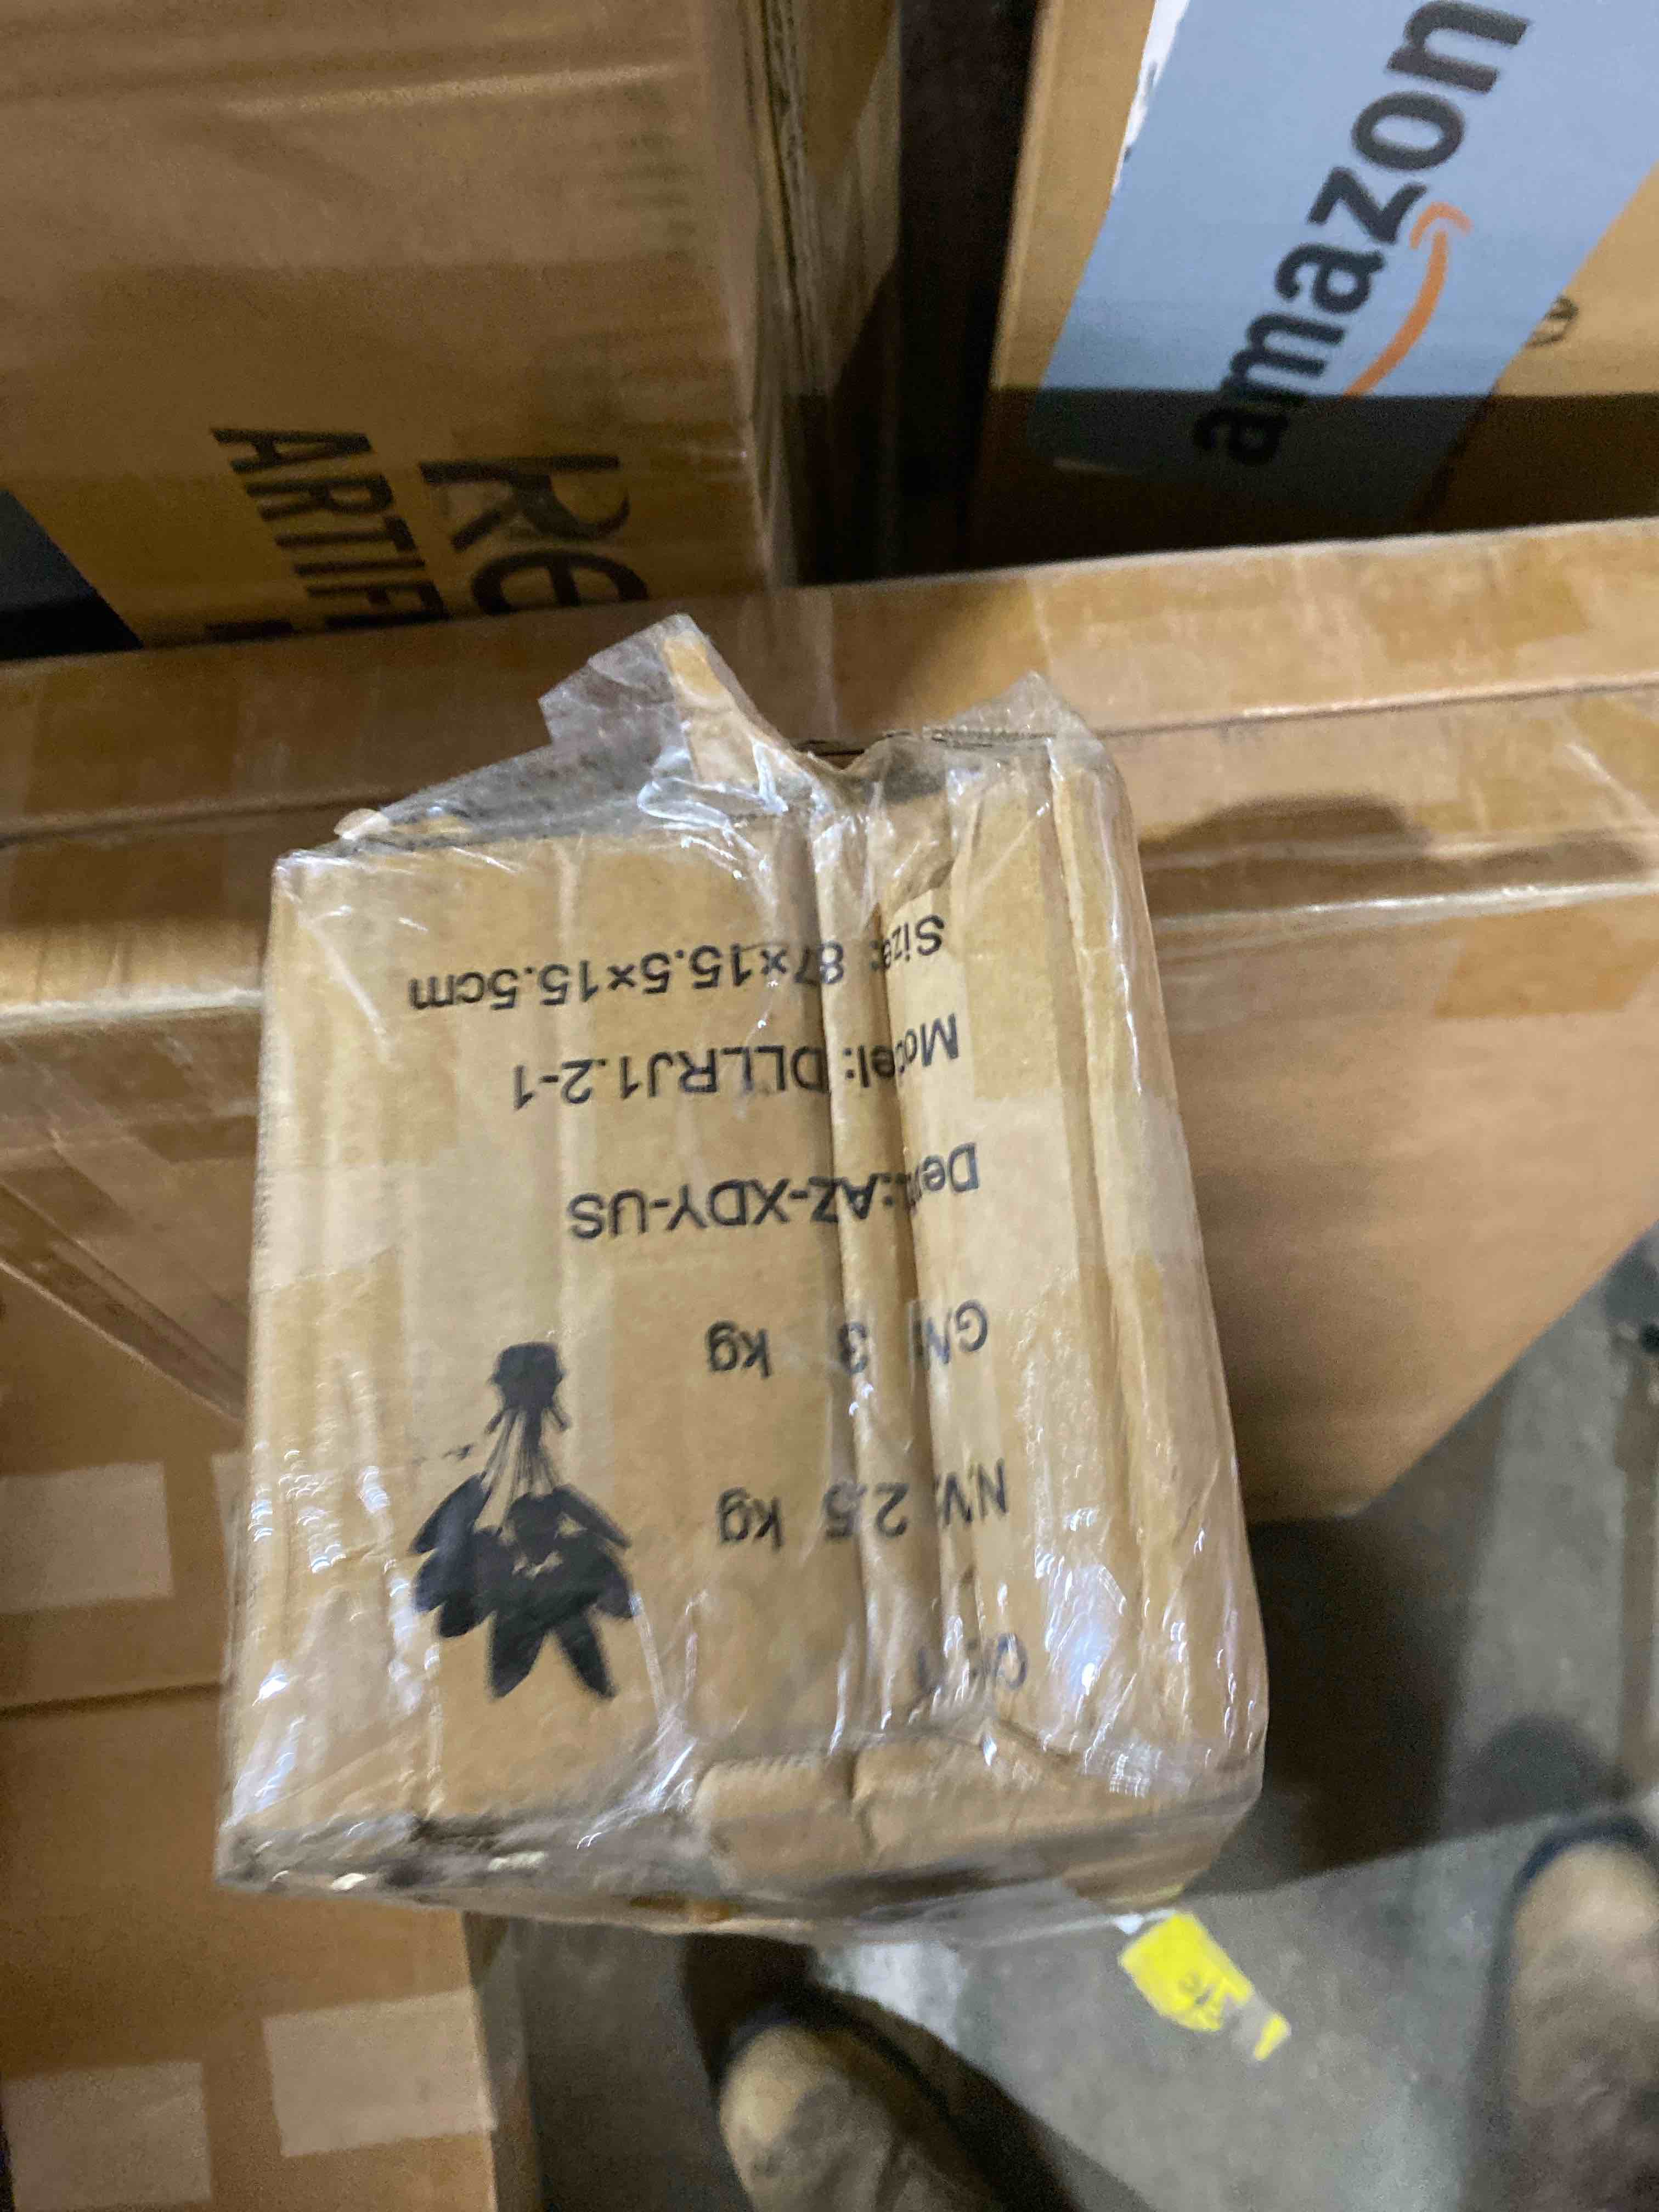 amazon
Re
ARTIF
Size: 87×15.5×15.5cm
Model: DLLRJ1.2-1
AZ-XDY-US
3 kg
N.W. 2.5 kg